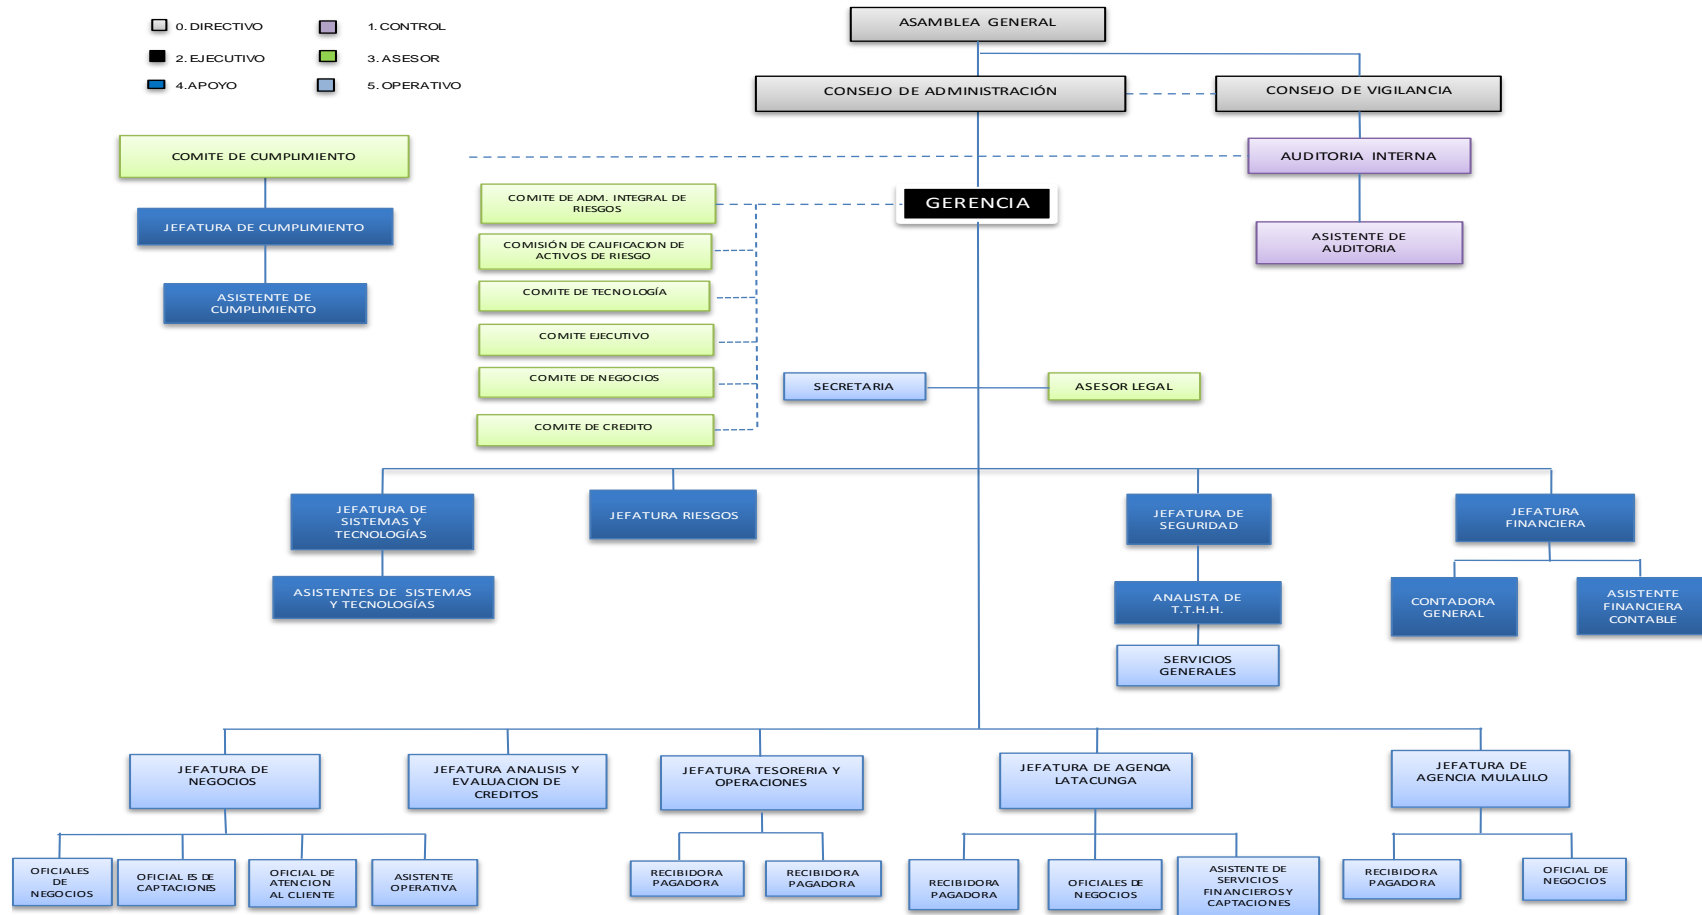 0. DIRECTIVO
1. CONTROL
2. EJECUTIVO
3. ASESOR
4. APOYO
5. OPERATIVO
ASAMBLEA GENERAL
CONSEJO DE ADMINISTRACIÓN
CONSEJO DE VIGILANCIA
COMITE DE CUMPLIMIENTO
AUDITORIA INTERNA
JEFATURA DE CUMPLIMIENTO
COMITE DE ADM. INTEGRAL DE
RIESGOS
GERENCIA
ASISTENTE DE
AUDITORIA
COMISIÓN DE CALIFICACION DE
ACTIVOS DE RIESGO
ASISTENTE DE
CUMPLIMIENTO
COMITE DE TECNOLOGÍA
COMITE EJECUTIVO
COMITE DE NEGOCIOS
SECRETARIA
ASESOR LEGAL
COMITE DE CREDITO
JEFATURA DE
SISTEMAS Y
TECNOLOGÍAS
JEFATURA RIESGOS
JEFATURA DE
SEGURIDAD
JEFATURA
FINANCIERA
ASISTENTES DE SISTEMAS
Y TECNOLOGÍAS
ANALISTA DE
T.T.H.H.
CONTADORA
GENERAL
ASISTENTE
FINANCIERA
CONTABLE
SERVICIOS
GENERALES
JEFATURA DE
NEGOCIOS
JEFATURA ANALISIS Y
EVALUACION DE
CREDITOS
JEFATURA TESORERIA Y
OPERACIONES
JEFATURA DE AGENCIA
LATACUNGA
JEFATURA DE
AGENCIA MULALILO
OFICIALES
DE
NEGOCIOS
OFICIALES DE
CAPTACIONES
OFICIAL DE
ATENCION
AL CLIENTE
ASISTENTE
OPERATIVA
RECIBIDORA
PAGADORA
RECIBIDORA
PAGADORA
RECIBIDORA
PAGADORA
OFICIALES DE
NEGOCIOS
ASISTENTE DE
SERVICIOS
FINANCIEROS Y
CAPTACIONES
RECIBIDORA
PAGADORA
OFICIAL DE
NEGOCIOS